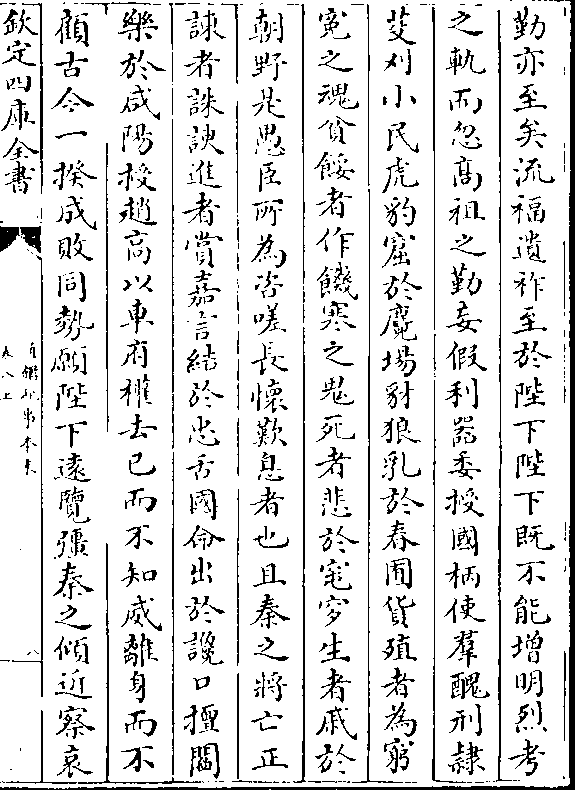 勤亦至矣流福遺祚至於陛下陛下既不能增明烈考
之軌而忽髙祖之勤妄假利器委授國柄使羣醜刑隷
芟刈小民虎豹窟於麑場豺狼乳於春囿貨殖者為窮
寃之魂貧餒者作饑寒之鬼死者悲於窀穸生者戚於
朝野是愚臣所為咨嗟長懷歎息者也且秦之將亡正
諫者誅諛進者賞嘉言結於忠舌國命出於讒口擅閻
樂於咸陽授趙高以車府權去已而不知威離身而不
顧古今一揆成敗同勢願陛下遠覽彊秦之傾近察哀
欽定四庫全書
卷八上
八